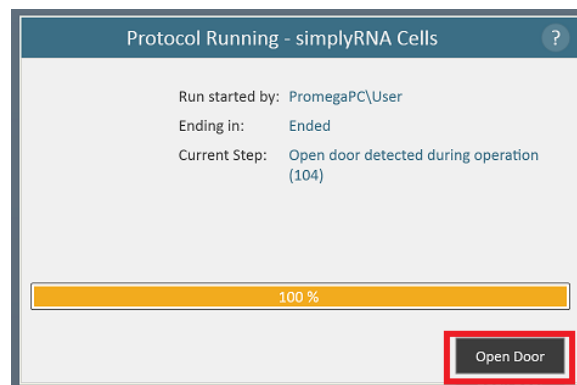 Protocol Running - simplyRNA Cells ?
Run started by: PromegaPC\User
Ending in: Ended
Current Step: Open door detected during operation
(104)
100 %
Open Door